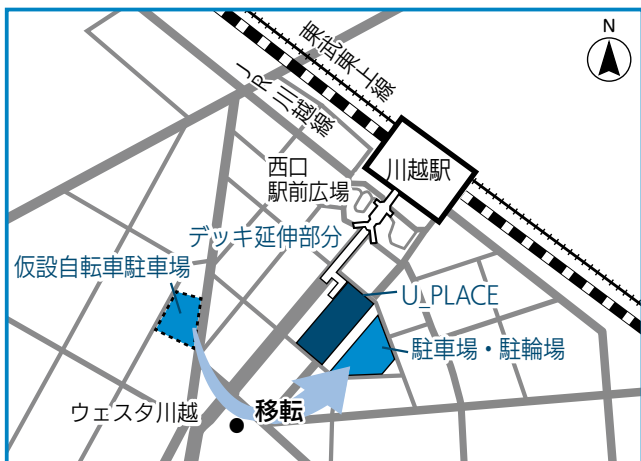 N
東武東上線
JR川越線
川越駅
西口
駅前広場
デッキ延伸部分
仮設自転車駐車場
U_PLACE
駐車場・駐輪場
ウェスタ川越
移転